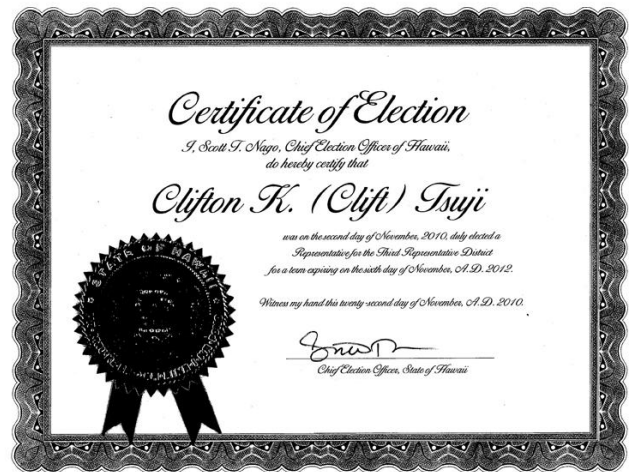 Certificate of Election
I, Scott T. Nago, Chief Election Officer of Hawaii,
do hereby certify that
Clifton K. (Clift) Tsuji
was on the second day of November, 2010, duly elected a
Representative for the Third Representative District
for a term expiring on the sixth day of November, A.D. 2012.
Witness my hand this twenty-second day of November, A.D. 2010.
Chief Election Officer, State of Hawaii
STATE OF HAWAII